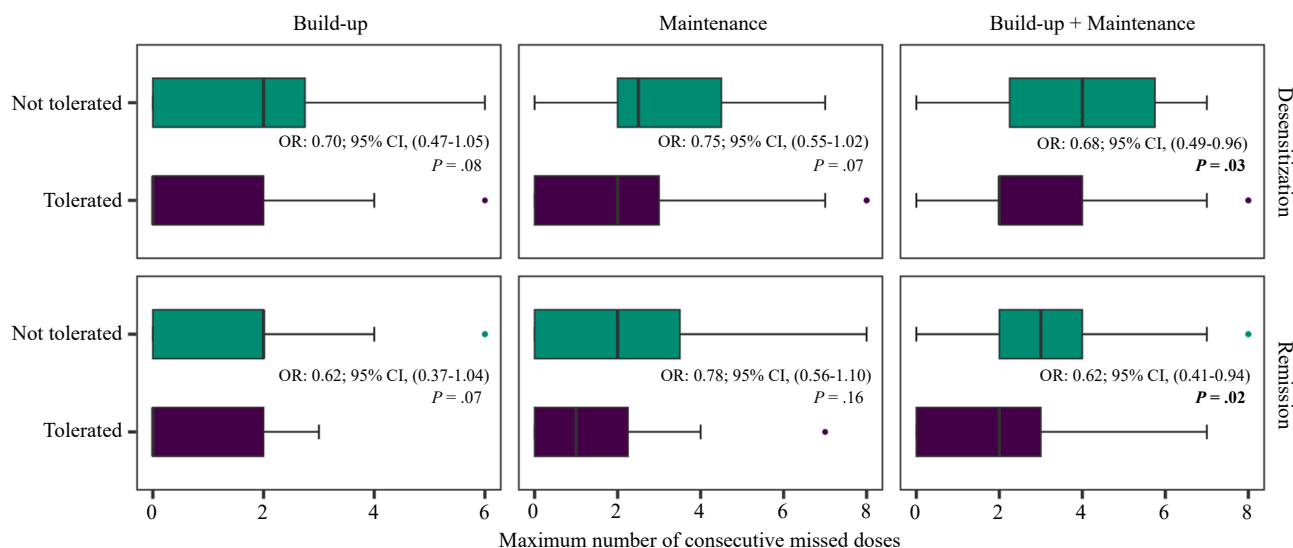 Build-up
Maintenance
Build-up + Maintenance
Not tolerated
OR: 0.70; 95% CI, (0.47-1.05)
P = .08
OR: 0.75; 95% CI, (0.55-1.02)
P = .07
OR: 0.68; 95% CI, (0.49-0.96)
P = .03
Tolerated
Desensitization
Not tolerated
OR: 0.62; 95% CI, (0.37-1.04)
P = .07
OR: 0.78; 95% CI, (0.56-1.10)
P = .16
OR: 0.62; 95% CI, (0.41-0.94)
P = .02
Tolerated
Remission
0 2 4 6
0 2 4 6 8
0 2 4 6 8
Maximum number of consecutive missed doses